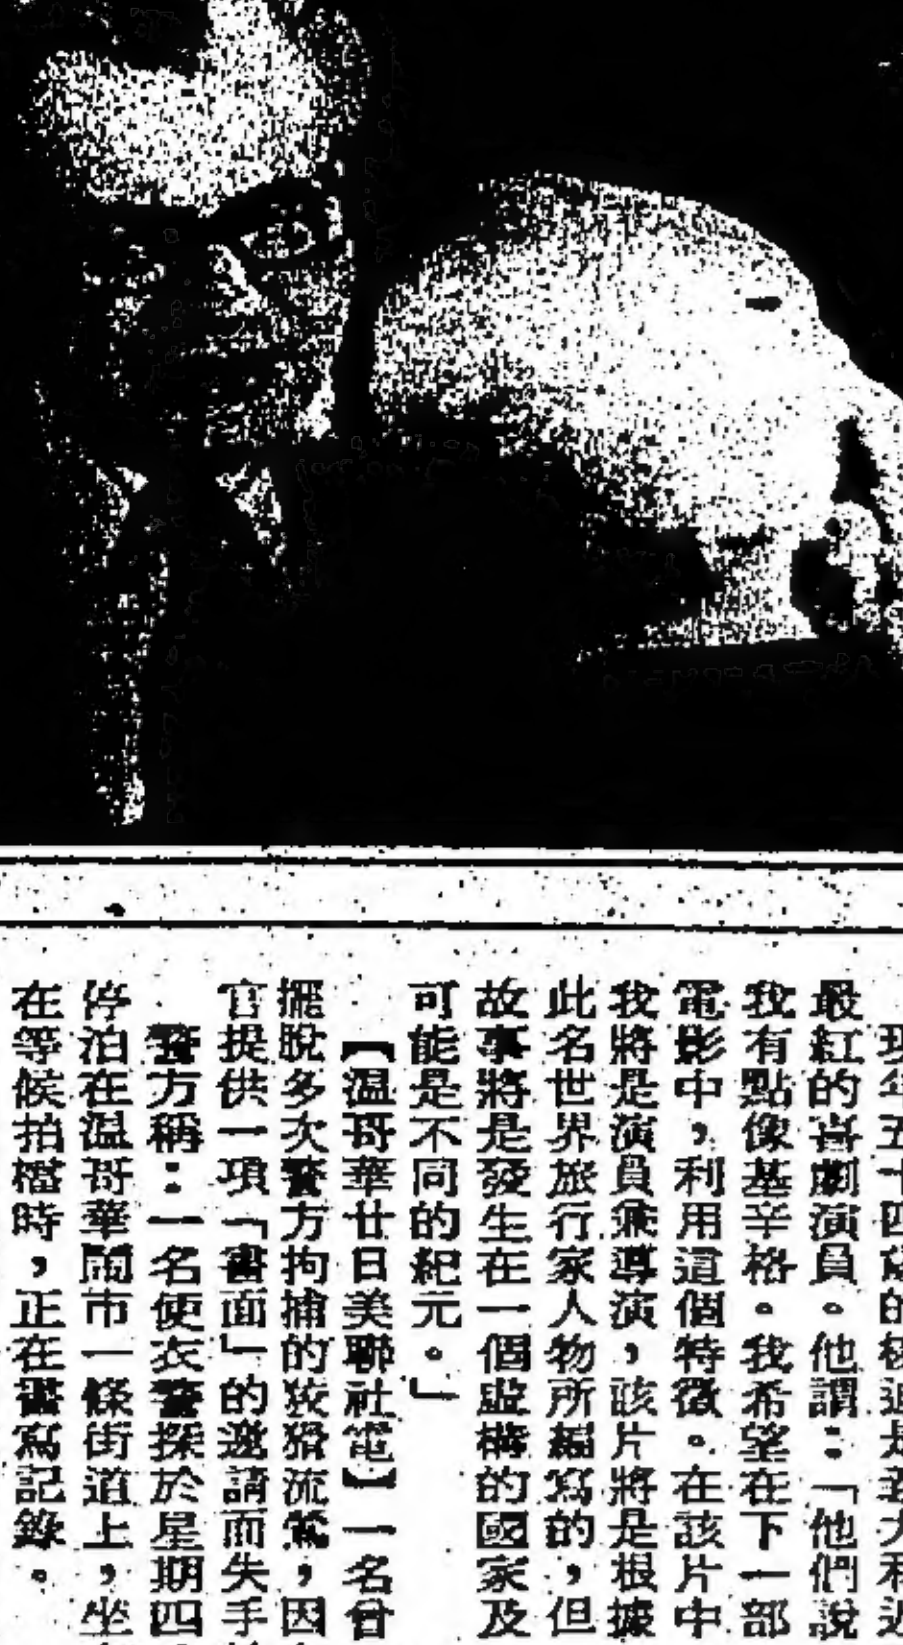 現年五十四歲的
最紅的喜劇演員。他謂：「他們說
我有點像基辛格。我希望在下一部
電影中，利用這個特徵。在該片中
我將是演員兼導演，該片將是根據
此名世界旅行家人物所編寫的，但
故事將是發生在一個虛構的國家及
可能是不同的紀元。」
【温哥華廿日美聯社電】一名曾
擺脫多次警方拘捕的狡猾流鶯，因
官提供一項「書面」的邀請而失手
警方稱：一名便衣警探於星期四
停泊在温哥華鬧市一條街道上，坐
在等候拍檔時，正在書寫記錄。